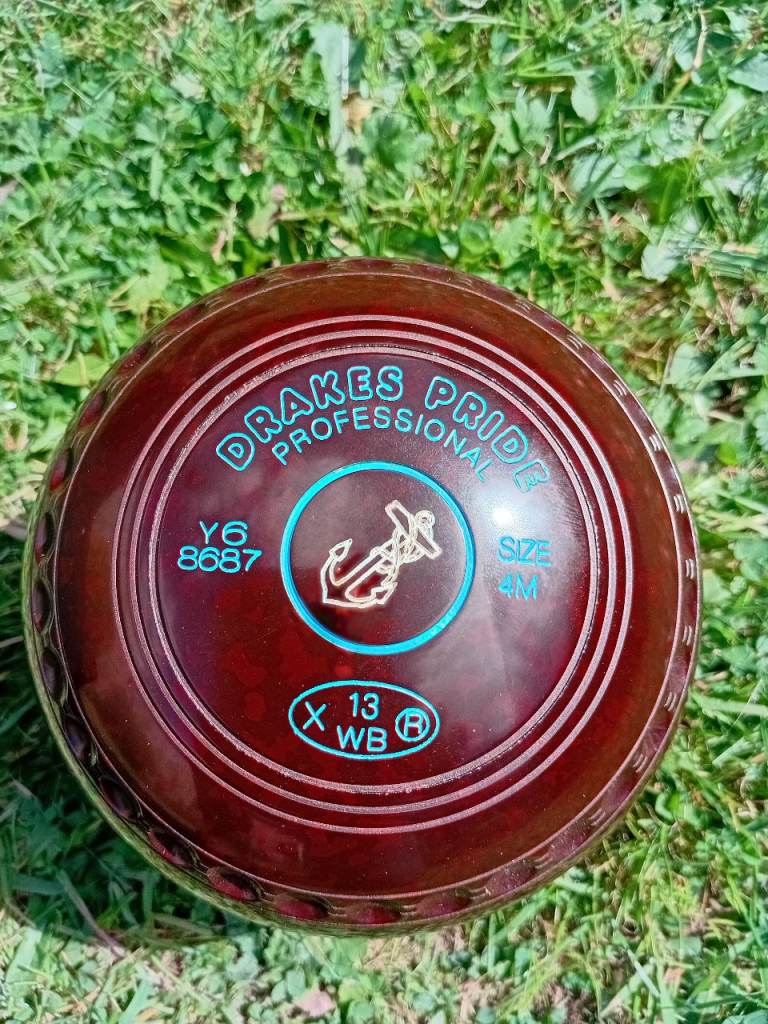 DRAKES PRIDE
PROFESSIONAL
Y6
8687
SIZE
4M
13
X WB R